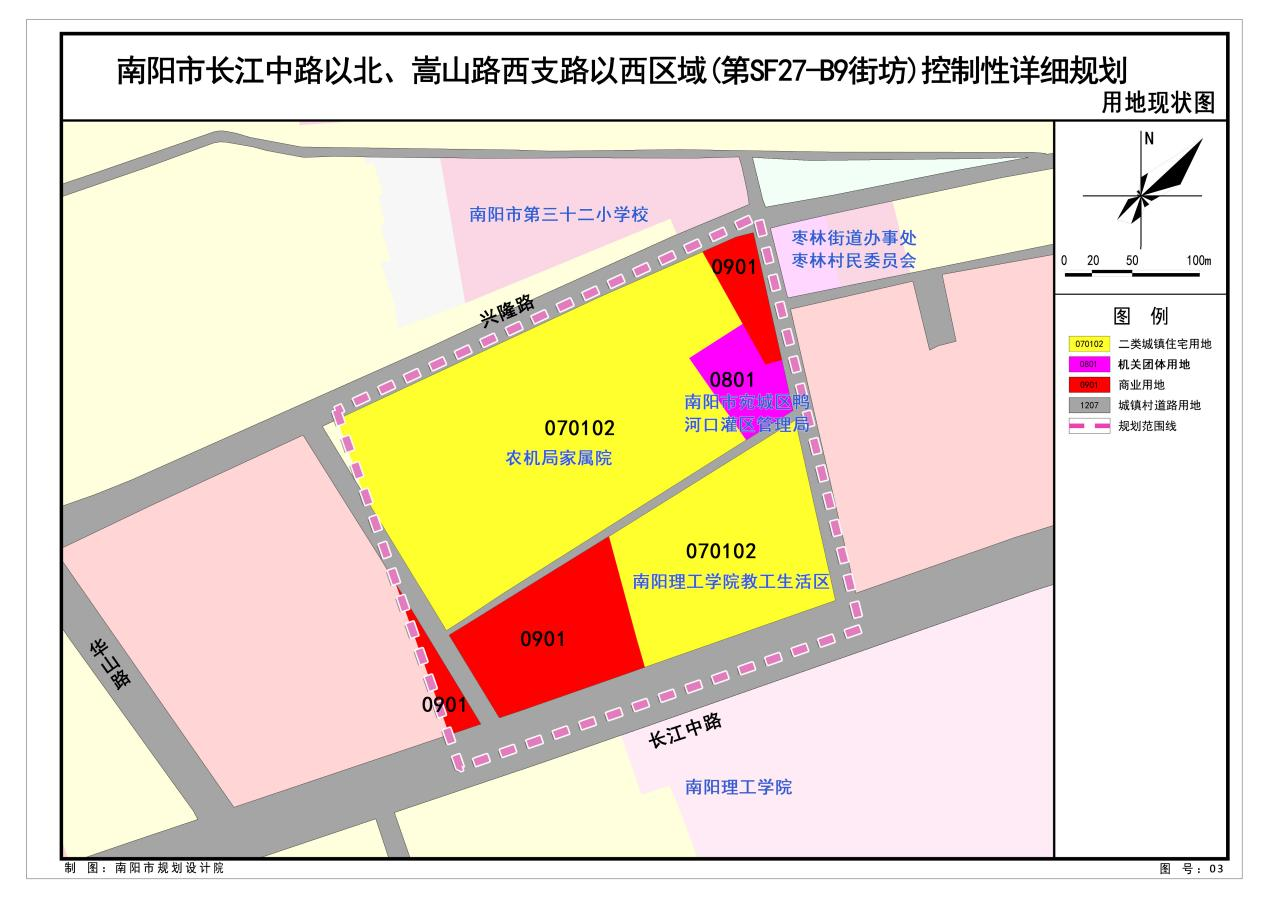 南阳市长江中路以北、嵩山路西支路以西区域(第SF27-B9街坊)控制性详细规划
用地现状图
N
0 20 50 100m
图 例
070102 二类城镇住宅用地
0801 机关团体用地
0901 商业用地
1207 城镇村道路用地
规划范围线
南阳市第三十二小学校
枣林街道办事处
枣林村民委员会
0901
兴隆路
0801
南阳市宛城区鸭
河口灌区管理局
070102
农机局家属院
070102
南阳理工学院教工生活区
0901
华山路
0901
长江中路
南阳理工学院
制 图：南阳市规划设计院
图 号：03